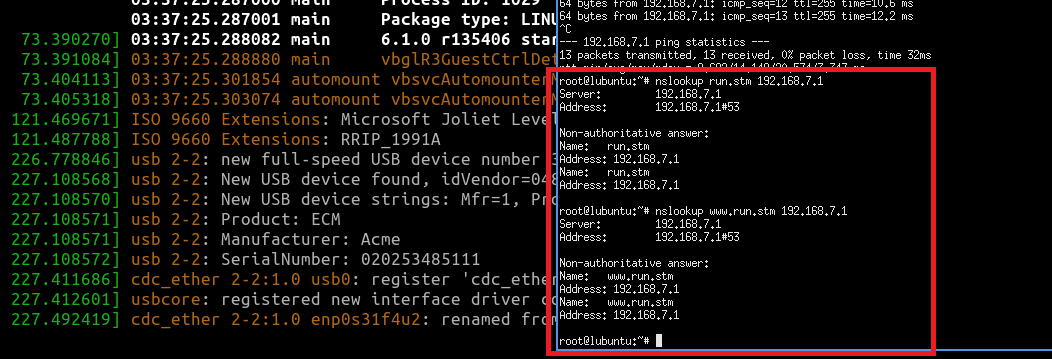 03:37:25.287000 main     Process ID: 1029
03:37:25.287001 main     Package type: LINU
73.390270] 03:37:25.288082 main     6.1.0 r135406 star
73.391084] 03:37:25.288880 main     vbglR3GuestCtrlDet
73.404113] 03:37:25.301854 automount vbsvcAutomounterM
73.405318] 03:37:25.303074 automount vbsvcAutomounterM
121.469671] ISO 9660 Extensions: Microsoft Joliet Level
121.487788] ISO 9660 Extensions: RRIP_1991A
226.778846] usb 2-2: new full-speed USB device number 3
227.108568] usb 2-2: New USB device found, idVendor=048
227.108570] usb 2-2: New USB device strings: Mfr=1, Pro
227.108571] usb 2-2: Product: ECM
227.108571] usb 2-2: Manufacturer: Acme
227.108572] usb 2-2: SerialNumber: 020253485111
227.411686] cdc_ether 2-2:1.0 usb0: register 'cdc_ether
227.412601] usbcore: registered new interface driver cd
227.492419] cdc_ether 2-2:1.0 enp0s31f4u2: renamed from
64 bytes from 192.168.7.1: icmp_seq=12 ttl=255 time=10.6 ms
64 bytes from 192.168.7.1: icmp_seq=13 ttl=255 time=12.2 ms
^C
--- 192.168.7.1 ping statistics ---
13 packets transmitted, 13 received, 0% packet loss, time 32ms
root@lubuntu:~# nslookup run.stm 192.168.7.1
Server:         192.168.7.1
Address:        192.168.7.1#53
Non-authoritative answer:
Name:   run.stm
Address: 192.168.7.1
Name:   run.stm
Address: 192.168.7.1
root@lubuntu:~# nslookup www.run.stm 192.168.7.1
Server:         192.168.7.1
Address:        192.168.7.1#53
Non-authoritative answer:
Name:   www.run.stm
Address: 192.168.7.1
Name:   www.run.stm
Address: 192.168.7.1
root@lubuntu:~#